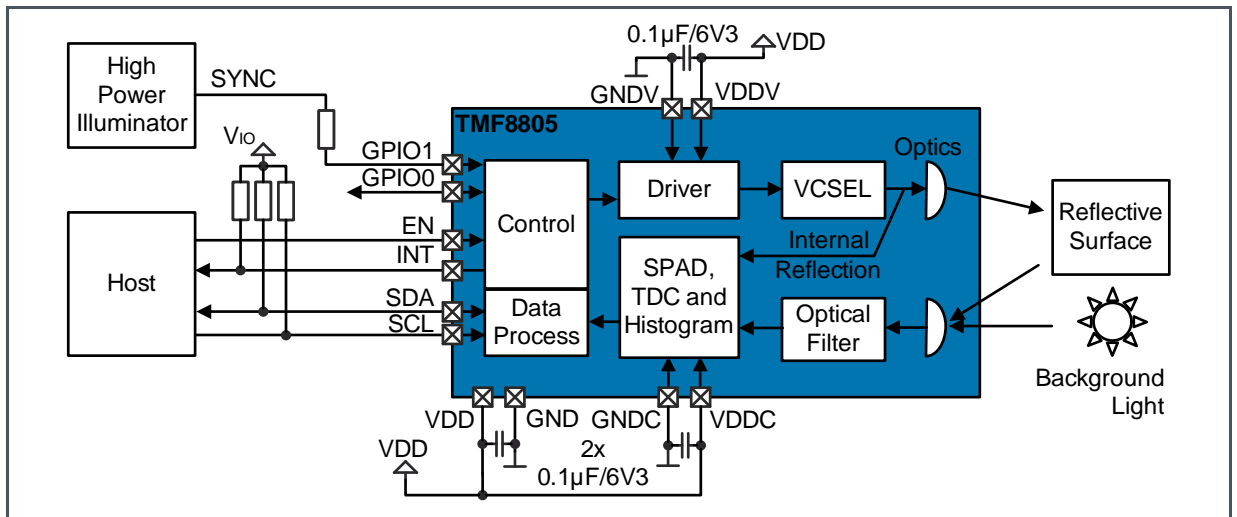 0.1µF/6V3
VDD
High
Power
Illuminator
SYNC
GNDV
VDDV
TMF8805
VIO
GPIO1
GPIO0
Optics
Control
Driver
VCSEL
Reflective
Surface
EN
INT
Internal
Reflection
Host
SPAD,
TDC and
Histogram
SDA
SCL
Data
Process
Optical
Filter
Background
Light
VDD
GND
GNDC
VDDC
VDD
2x
0.1µF/6V3